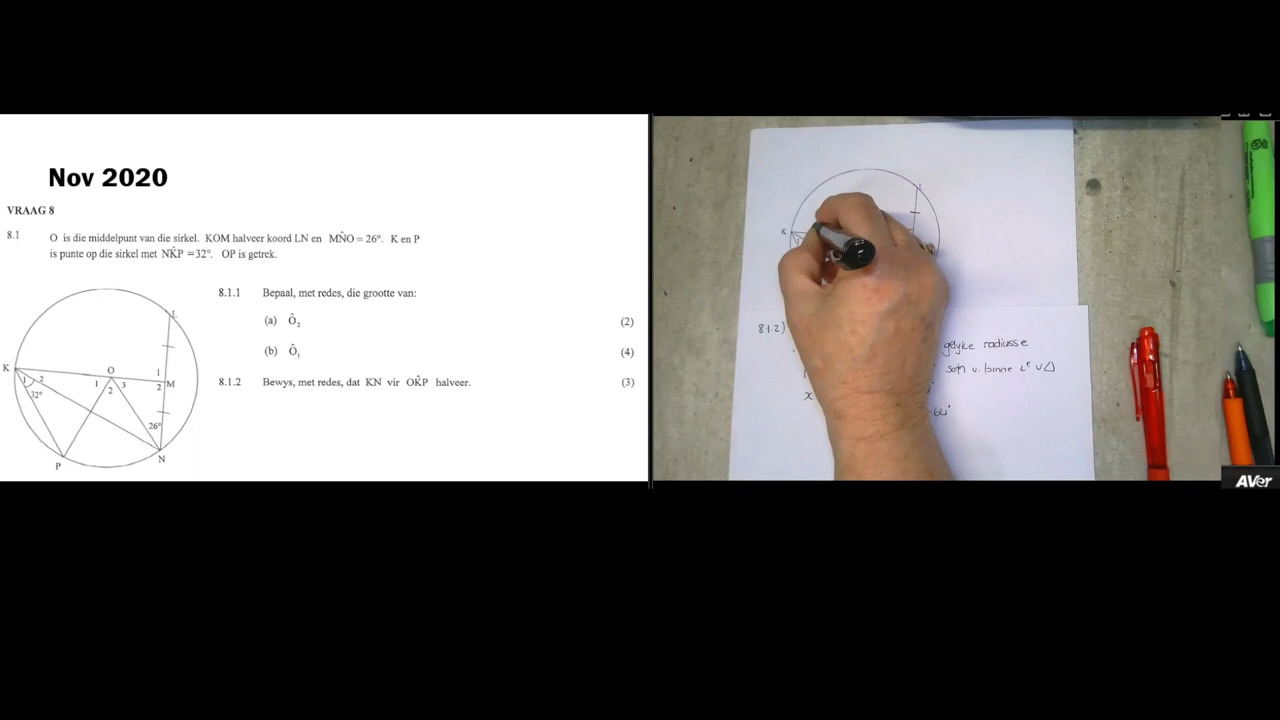 Nov 2020
VRAAG 8
8.1 O is die middelpunt van die sirkel. KOM halveer koord LN en MN̂O = 26°. K en P
is punte op die sirkel met NK̂P = 32°. OP is getrek.
8.1.1 Bepaal, met redes, die grootte van:
(a) Ô₂ (2)
(b) Ô₁ (4)
8.1.2 Bewys, met redes, dat KN vir OK̂P halveer. (3)
L
K
O
1
M
1
2
1
3
2
2
32°
26°
P
N
K
8.1.2)
gelyke radiusse
som v. binne Lᵉ v Δ
x
64°
AVer